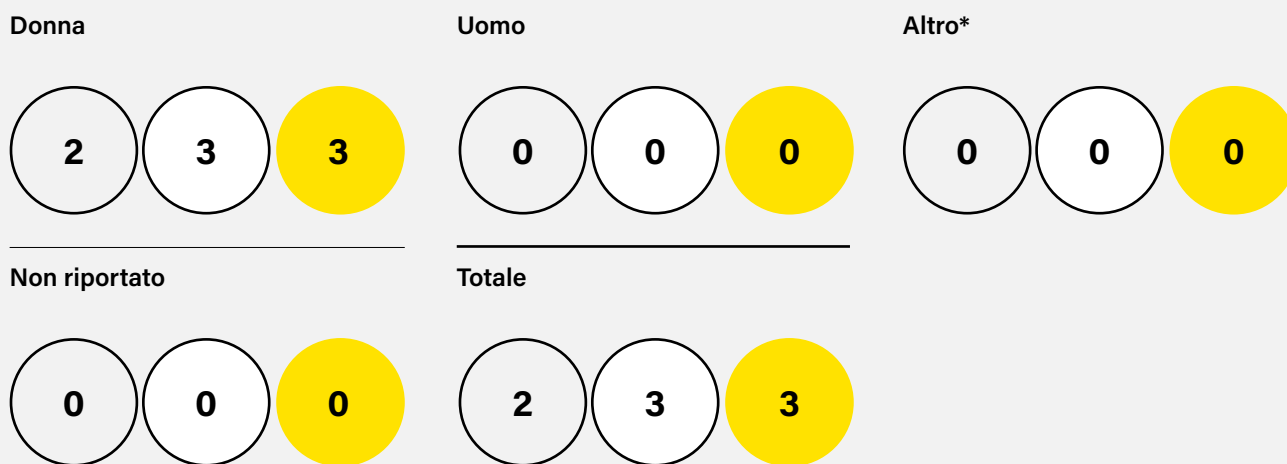 Donna Uomo Altro*
2 3 3 0 0 0 0 0 0
Non riportato Totale
0 0 0 2 3 3